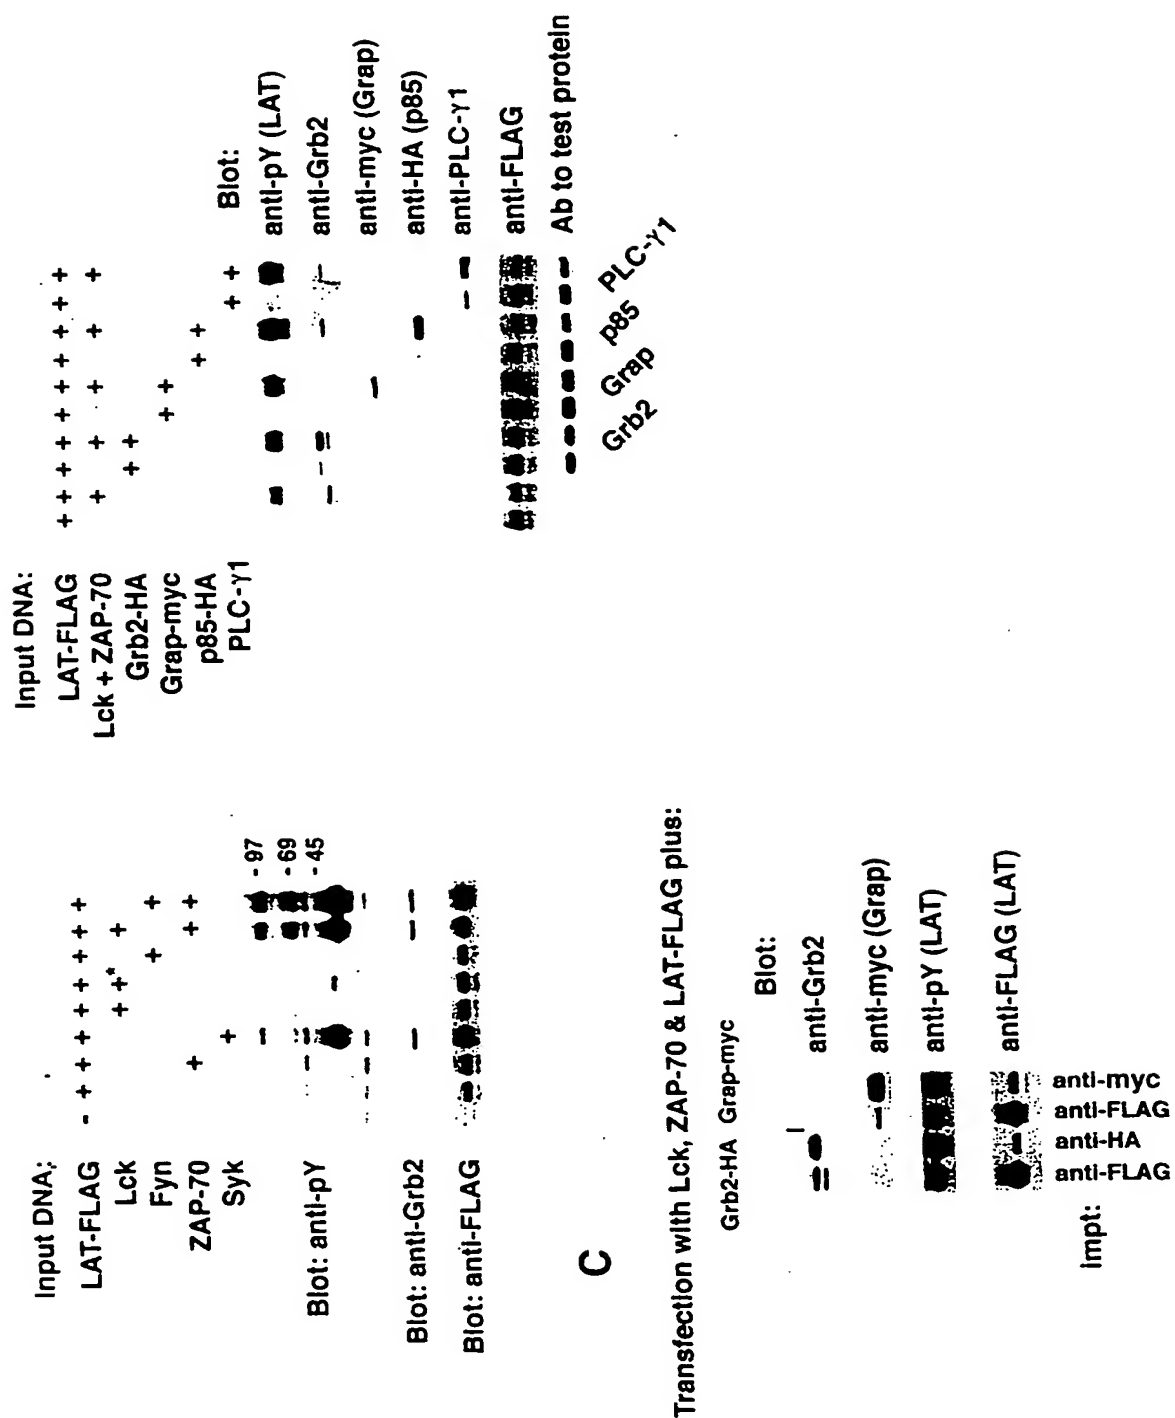 Input DNA:
LAT-FLAG - + + + + + + + +
Lck + +* +
Fyn + +
ZAP-70 + + +
Syk +
- 97
- 69
- 45
Blot: anti-pY
Blot: anti-Grb2
Blot: anti-FLAG
Input DNA:
LAT-FLAG + + + + + + + + + +
Lck + ZAP-70 + + + + +
Grb2-HA + +
Grap-myc + +
p85-HA + +
PLC-γ1 + +
Blot:
anti-pY (LAT)
anti-Grb2
anti-myc (Grap)
anti-HA (p85)
anti-PLC-γ1
anti-FLAG
Ab to test protein
Grb2 Grap p85 PLC-γ1
C
Transfection with Lck, ZAP-70 & LAT-FLAG plus:
Grb2-HA Grap-myc
Blot:
anti-Grb2
anti-myc (Grap)
anti-pY (LAT)
anti-FLAG (LAT)
impt:
anti-FLAG
anti-HA
anti-FLAG
anti-myc